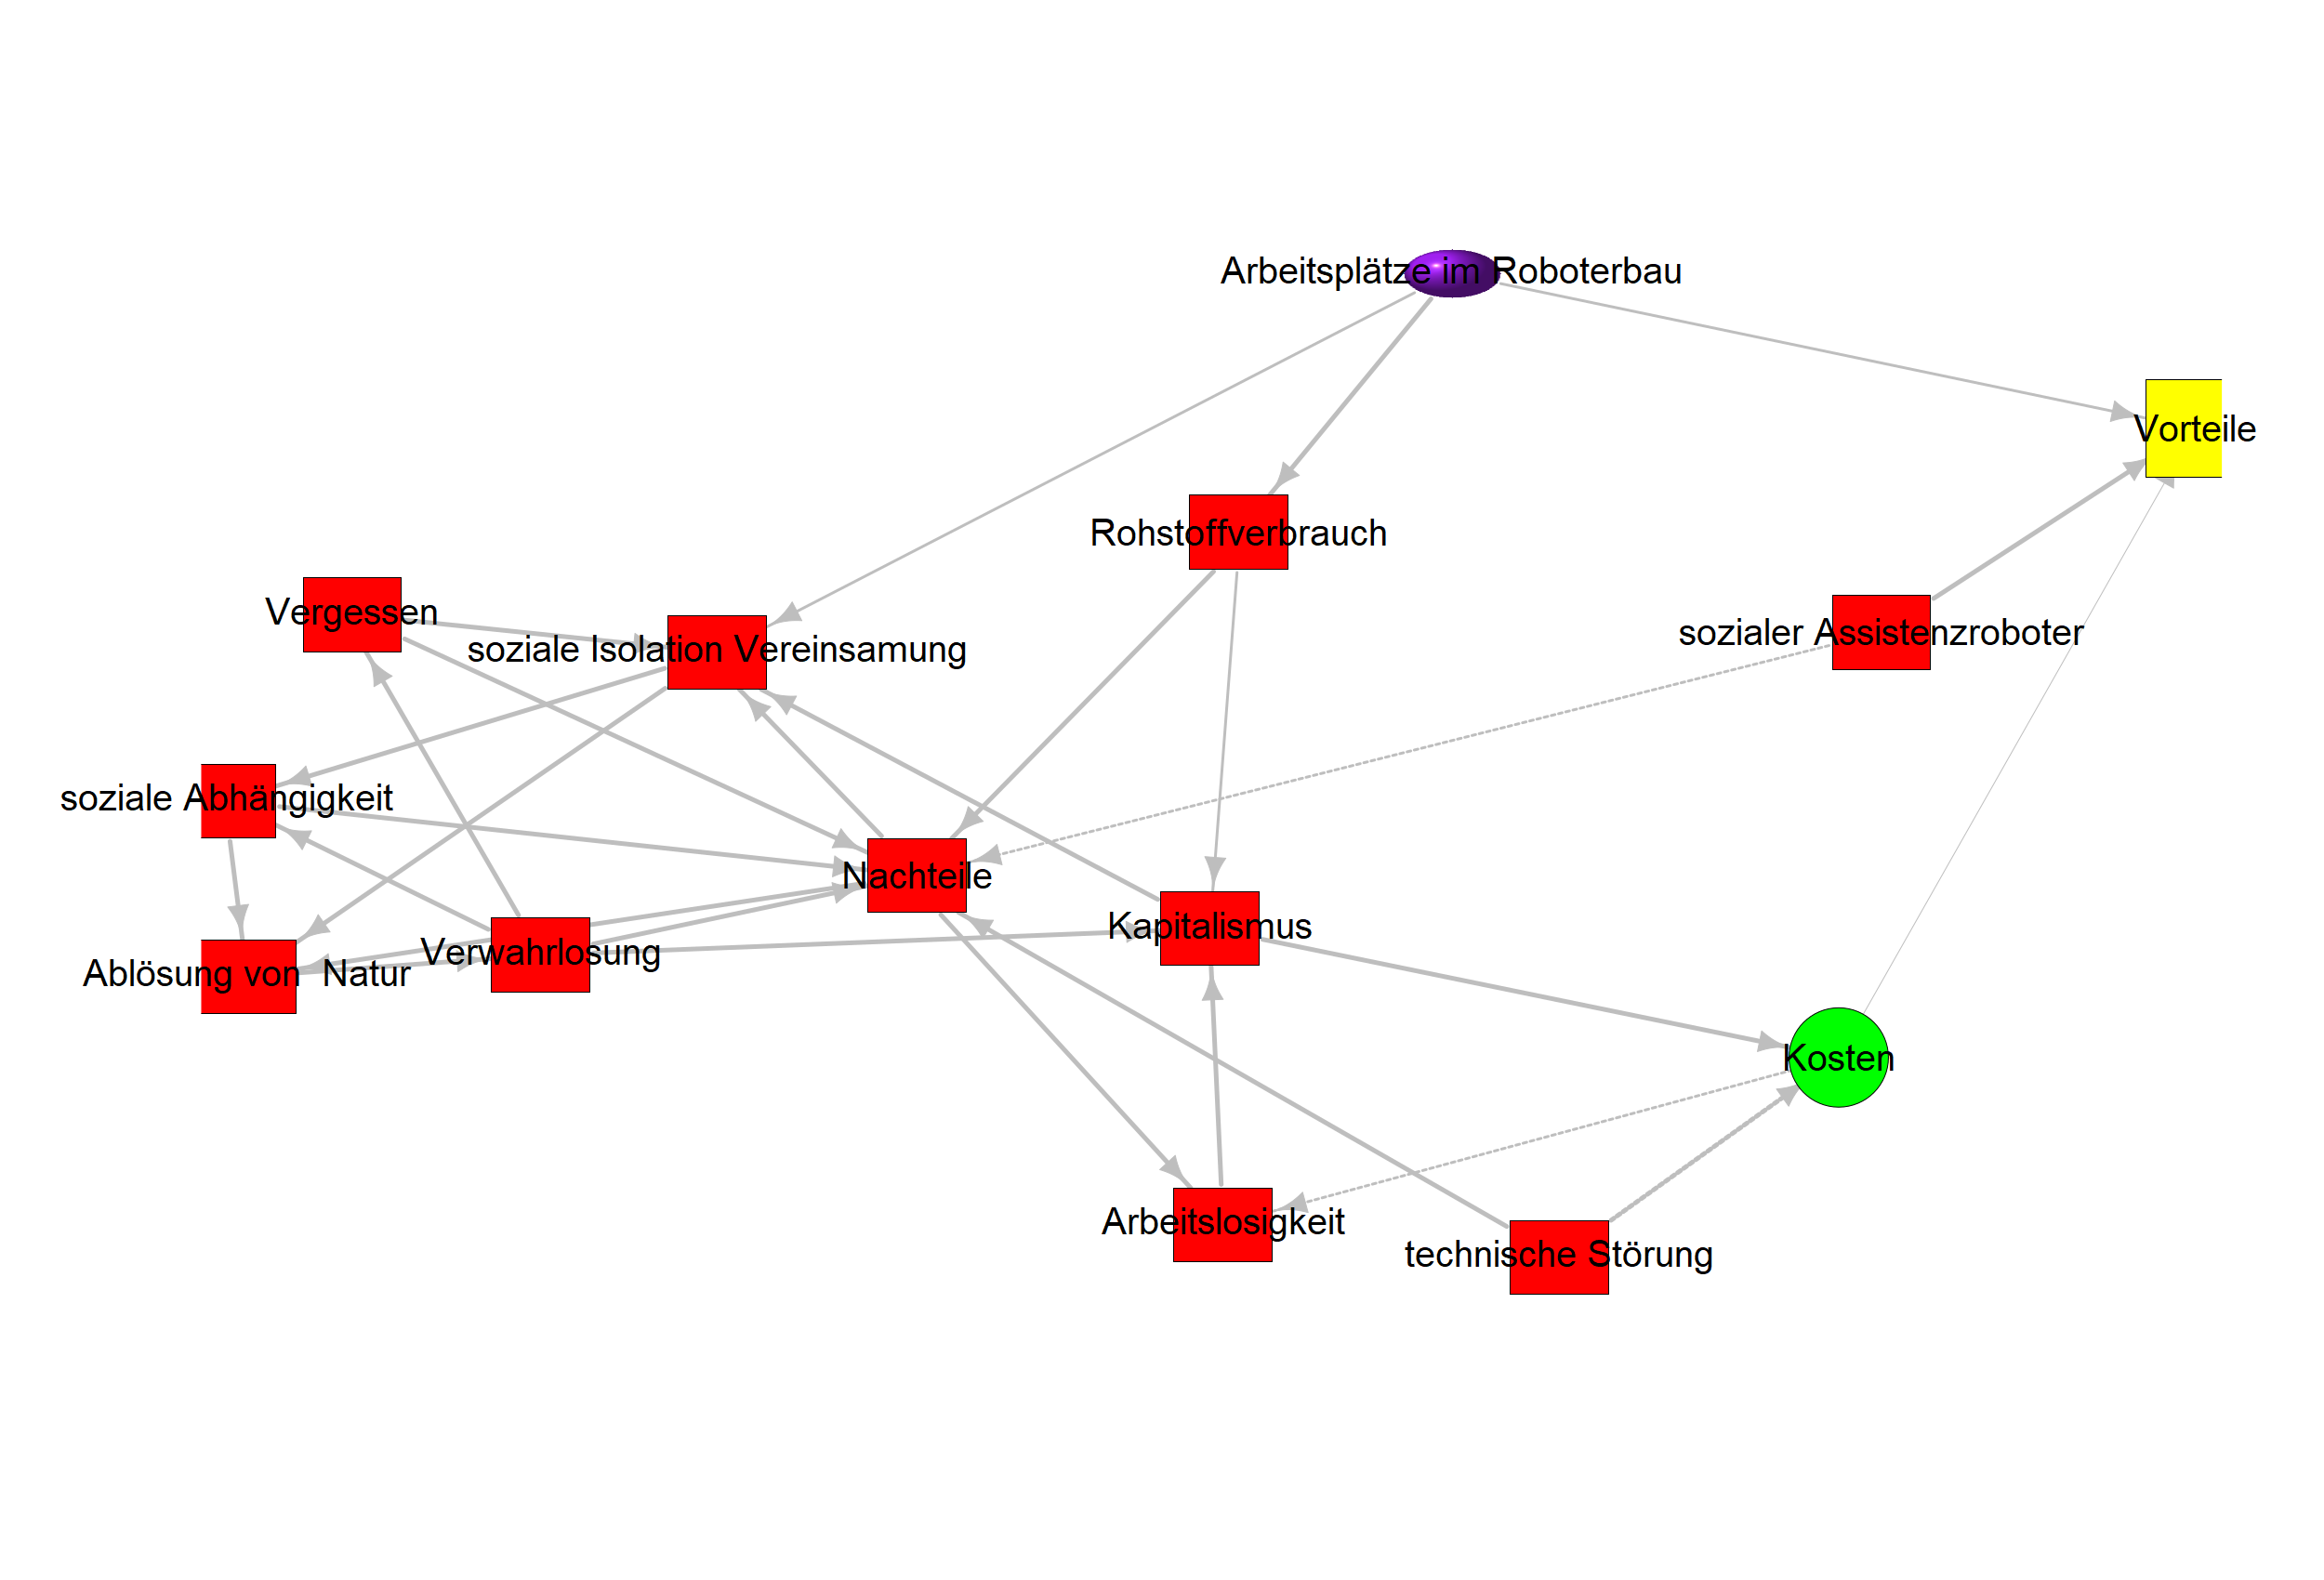 Arbeitsplätze im Roboterbau
Vorteile
Rohstoffverbrauch
Vergessen
sozialer Assistenzroboter
soziale Isolation Vereinsamung
soziale Abhängigkeit
Nachteile
Kapitalismus
Verwahrlosung
Ablösung von  Natur
Kosten
Arbeitslosigkeit
technische Störung